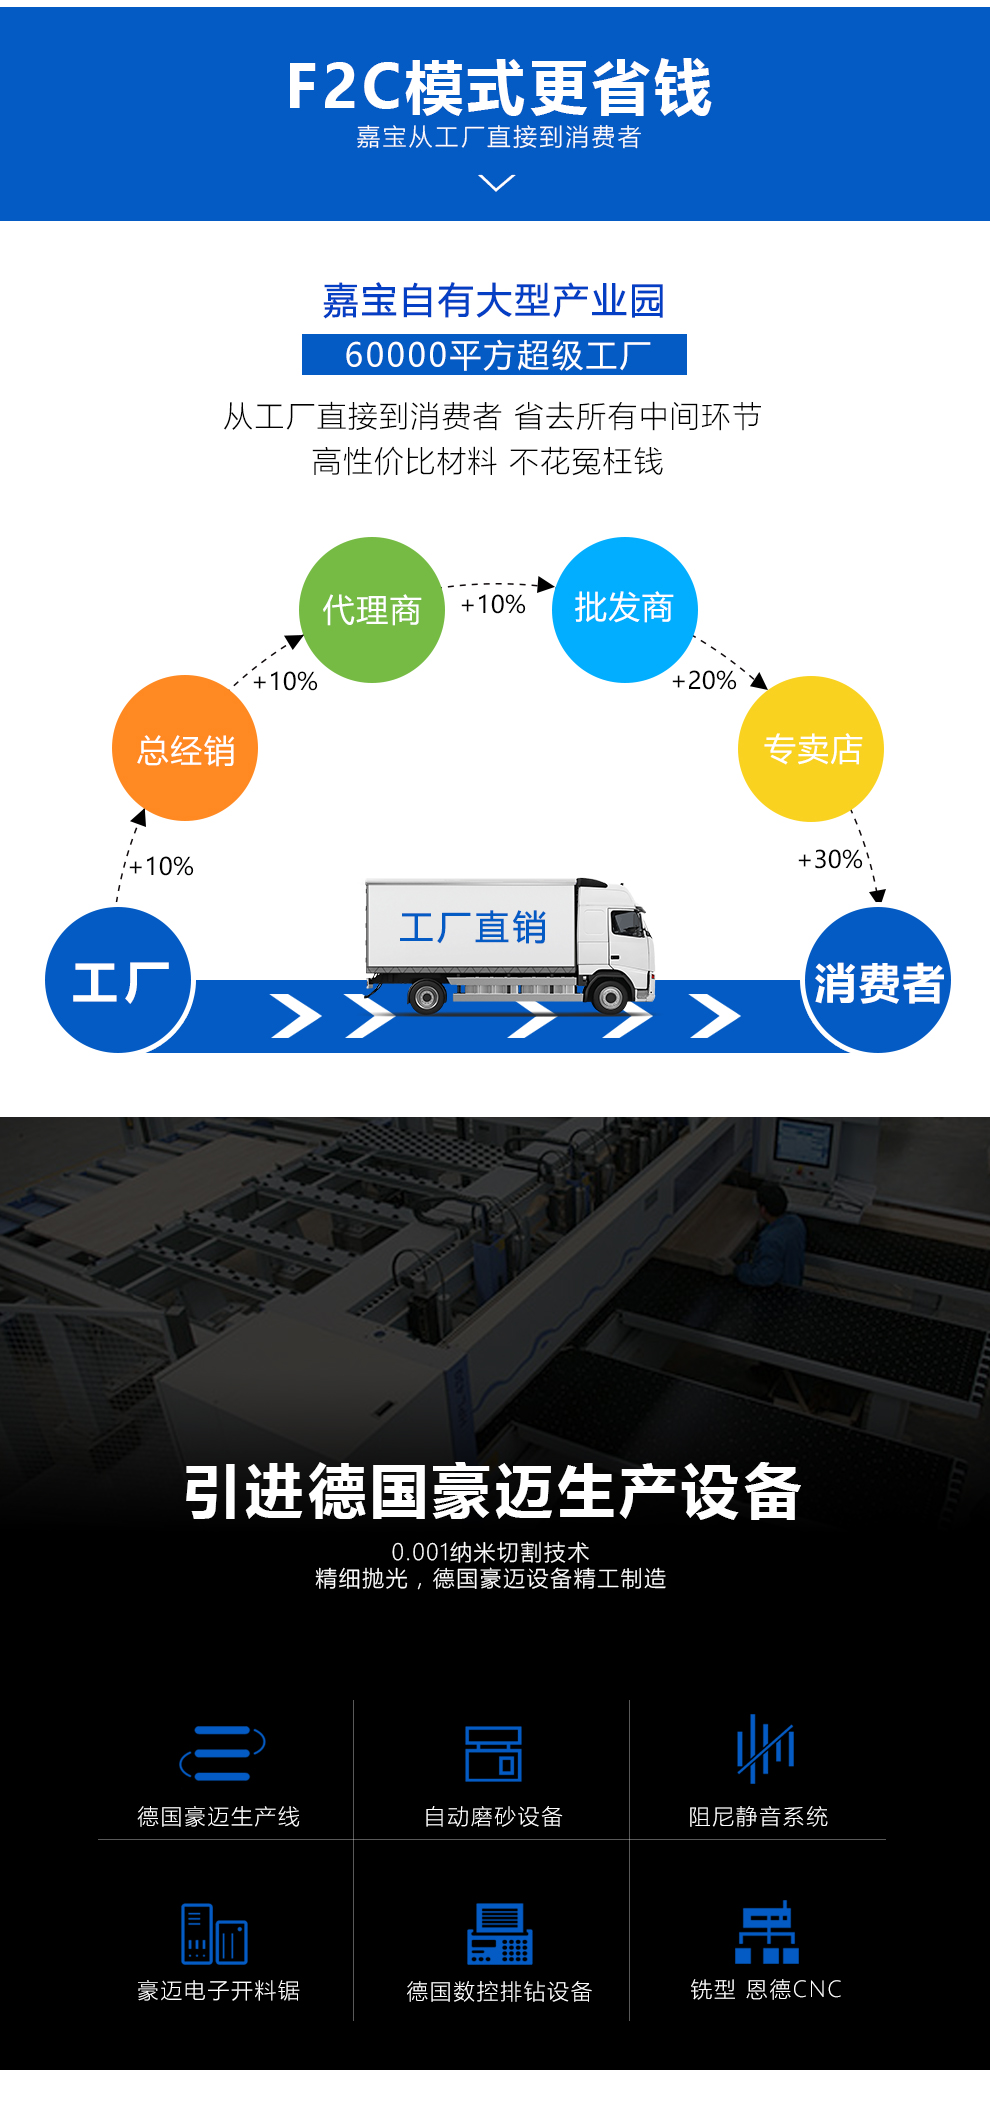 F2C模式更省钱
嘉宝从工厂直接到消费者
嘉宝自有大型产业园
60000平方超级工厂
从工厂直接到消费者 省去所有中间环节
高性价比材料 不花冤枉钱
代理商
+10%
批发商
+10%
+20%
总经销
专卖店
+10%
+30%
工厂直销
工厂
消费者
引进德国豪迈生产设备
0.001纳米切割技术
精细抛光，德国豪迈设备精工制造
德国豪迈生产线
自动磨砂设备
阻尼静音系统
豪迈电子开料锯
德国数控排钻设备
铣型 恩德CNC